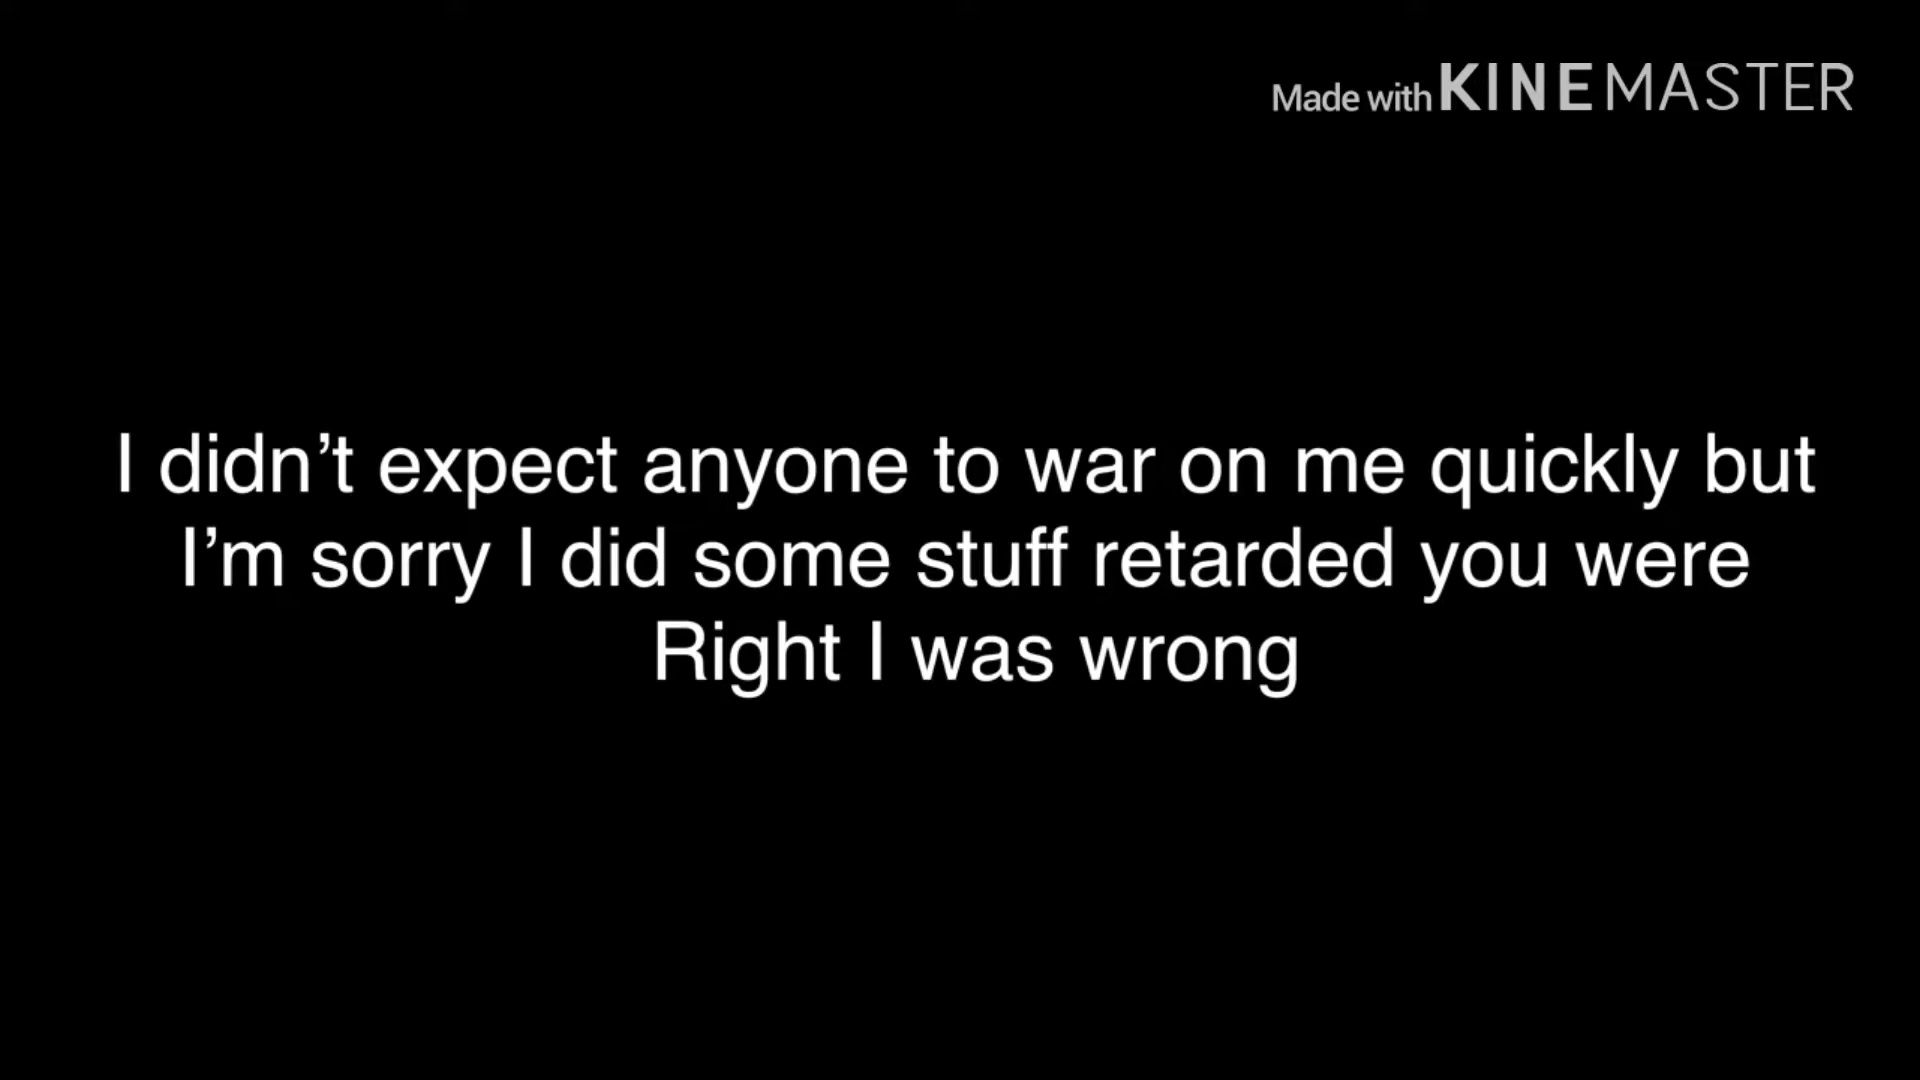 Made with KINEMASTER
I didn’t expect anyone to war on me quickly but
I’m sorry I did some stuff retarded you were
Right I was wrong